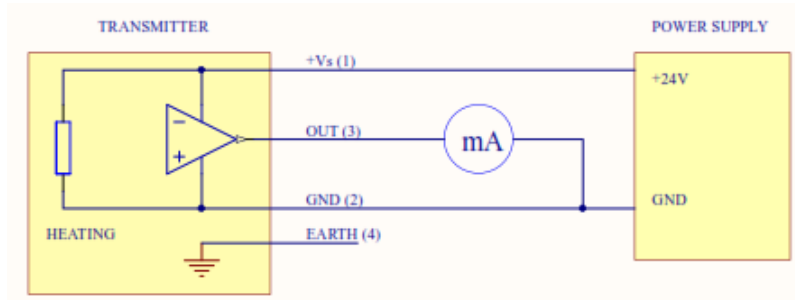 TRANSMITTER
POWER SUPPLY
+Vs (1)
+24V
OUT (3)
mA
GND (2)
GND
HEATING
EARTH (4)